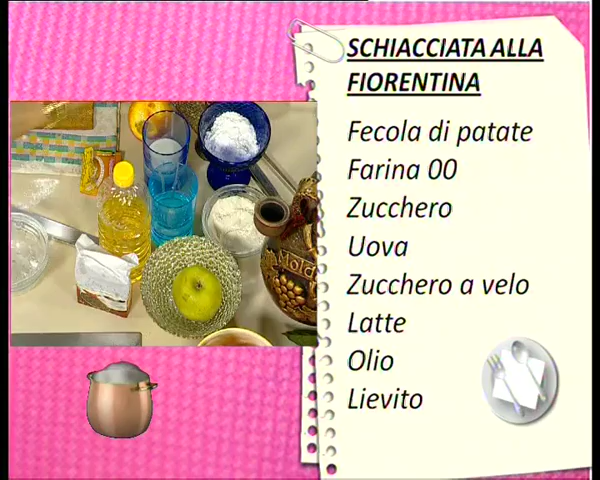 SCHIACCIATA ALLA
FIORENTINA
Fecola di patate
Farina 00
Zucchero
Uova
Zucchero a velo
Latte
Olio
Lievito